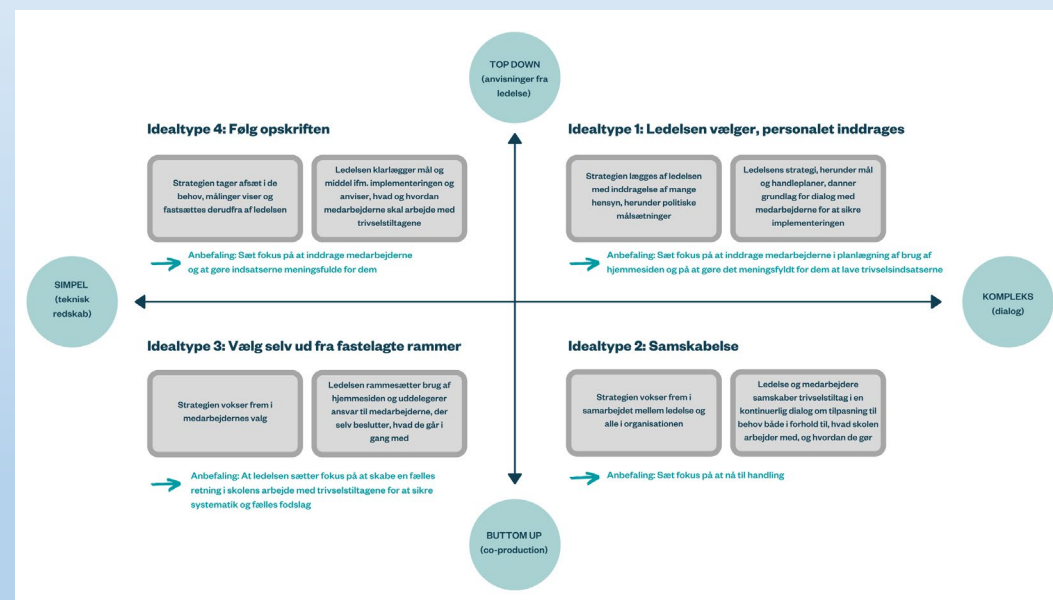 TOP DOWN
(anvisninger fra
ledelse)
Idealtype 4: Følg opskriften
Strategien tager afsæt i de
behov, målinger viser og
fastsættes derudfra af ledelsen
Ledelsen klarlægger mål og
middel ifm. implementeringen og
anviser, hvad og hvordan
medarbejderne skal arbejde med
trivselstiltagene
Anbefaling: Sæt fokus på at inddrage medarbejderne
og at gøre indsatserne meningsfulde for dem
Idealtype 1: Ledelsen vælger, personalet inddrages
Strategien lægges af ledelsen
med inddragelse af mange
hensyn, herunder politiske
målsætninger
Ledelsens strategi, herunder mål
og handleplaner, danner
grundlag for dialog med
medarbejderne for at sikre
implementeringen
Anbefaling: Sæt fokus på at inddrage medarbejderne i planlægning af brug af
hjemmesiden og på at gøre det meningsfyldt for dem at lave trivselsindsatserne
SIMPEL
(teknisk
redskab)
KOMPLEKS
(dialog)
Idealtype 3: Vælg selv ud fra fastelagte rammer
Strategien vokser frem i
medarbejdernes valg
Ledelsen rammesætter brug af
hjemmesiden og uddelegerer
ansvar til medarbejderne, der
selv beslutter, hvad de går i
gang med
Anbefaling: At ledelsen sætter fokus på at skabe en fælles
retning i skolens arbejde med trivselstiltagene for at sikre
systematik og fælles fodslag
Idealtype 2: Samskabelse
Strategien vokser frem i
samarbejdet mellem ledelse og
alle i organisationen
Ledelse og medarbejdere
samskaber trivselstiltag i en
kontinuerlig dialog om tilpasning til
behov både i forhold til, hvad skolen
arbejder med, og hvordan de gør
Anbefaling: Sæt fokus på at nå til handling
BUTTOM UP
(co-production)